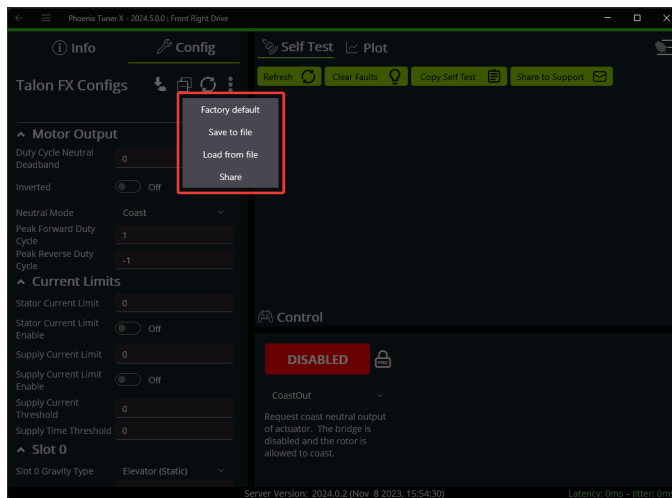 Phoenix Tuner X - 2024.5.0.0 : Front Right Drive
Info
Config
Talon FX Configs
Factory default
Save to file
Load from file
Share
Motor Output
Duty Cycle Neutral
Deadband
0
Inverted
Off
Neutral Mode
Coast
Peak Forward Duty
Cycle
1
Peak Reverse Duty
Cycle
-1
Current Limits
Stator Current Limit
0
Stator Current Limit
Enable
Off
Supply Current Limit
0
Supply Current Limit
Enable
Off
Supply Current
Threshold
0
Supply Time Threshold
0
Slot 0
Slot 0 Gravity Type
Elevator (Static)
Self Test
Plot
Refresh
Clear Faults
Copy Self Test
Share to Support
Control
DISABLED
CoastOut
Request coast neutral output
of actuator. The bridge is
disabled and the rotor is
allowed to coast.
Server Version: 2024.0.2 (Nov 8 2023, 15:54:30)
Latency: 0ms – Jitter: 0ms